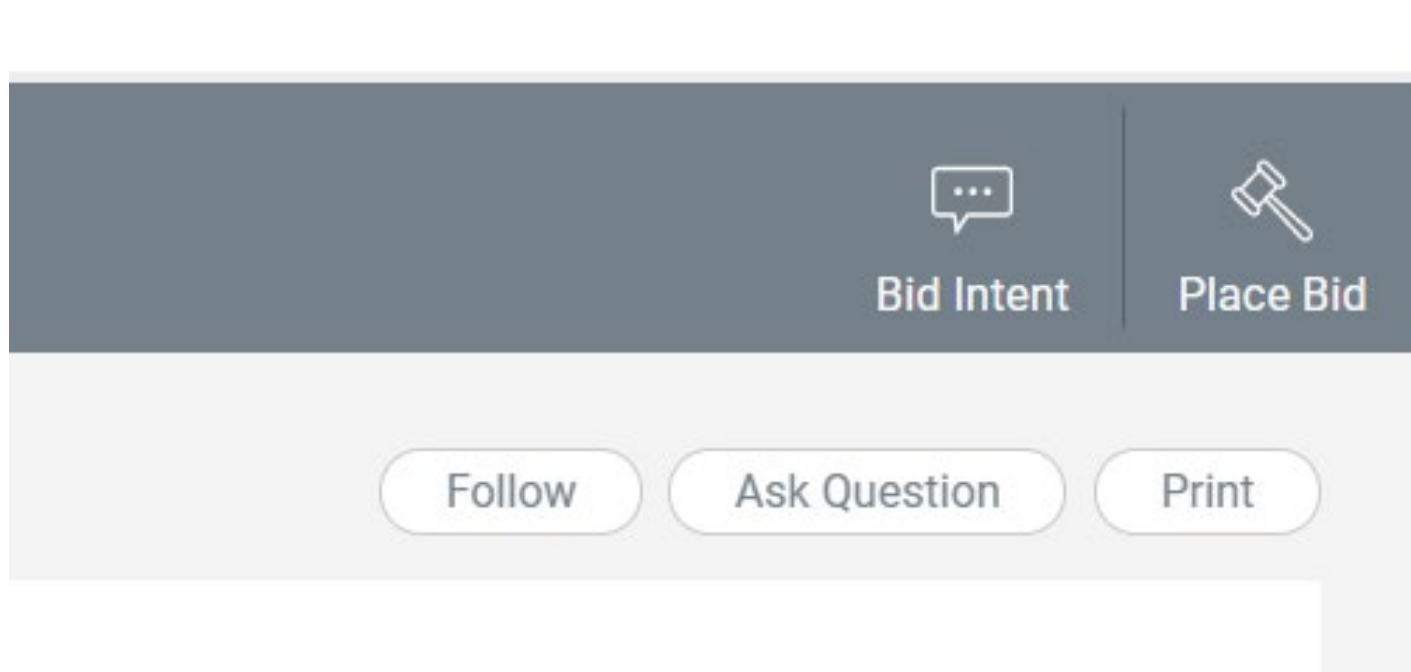 Bid Intent
Place Bid
Follow
Ask Question
Print